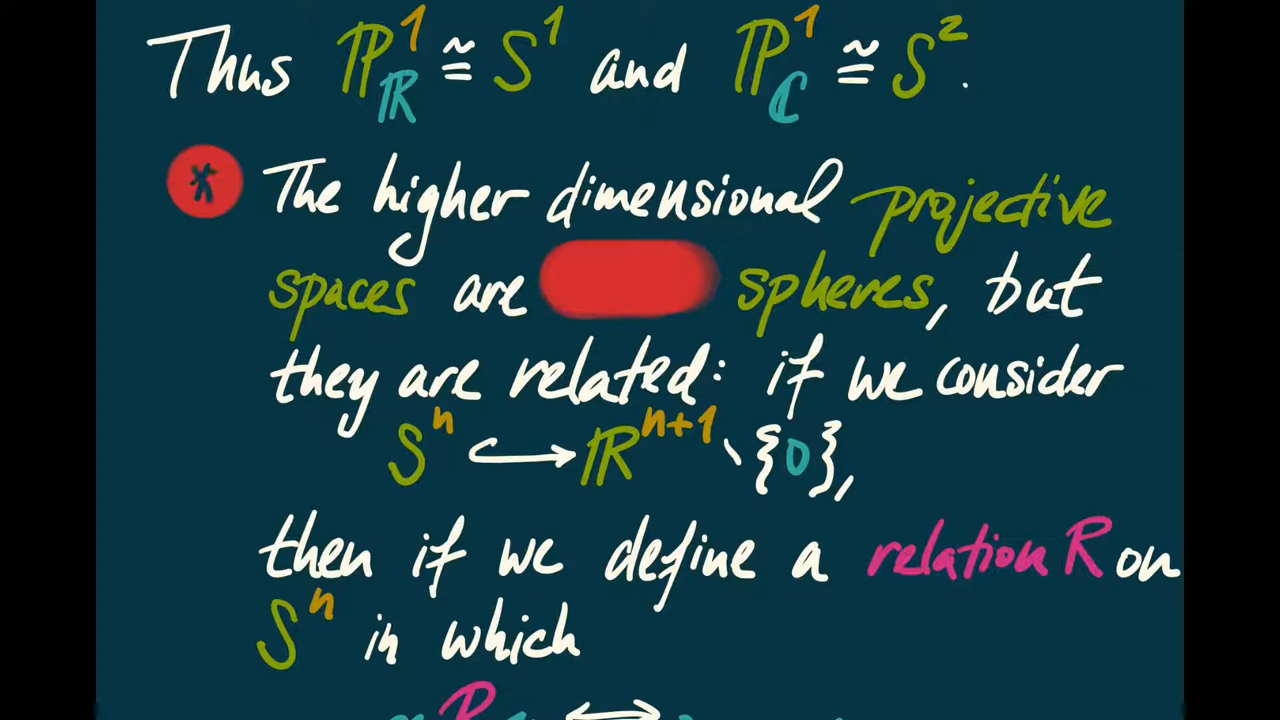 Thus ℙ¹_ℝ ≅ S¹ and ℙ¹_ℂ ≅ S².
* The higher dimensional projective
spaces are spheres, but
they are related: if we consider
Sⁿ ↪ ℝⁿ⁺¹ ∖ {0},
then if we define a relation R on
Sⁿ in which
R ⟺